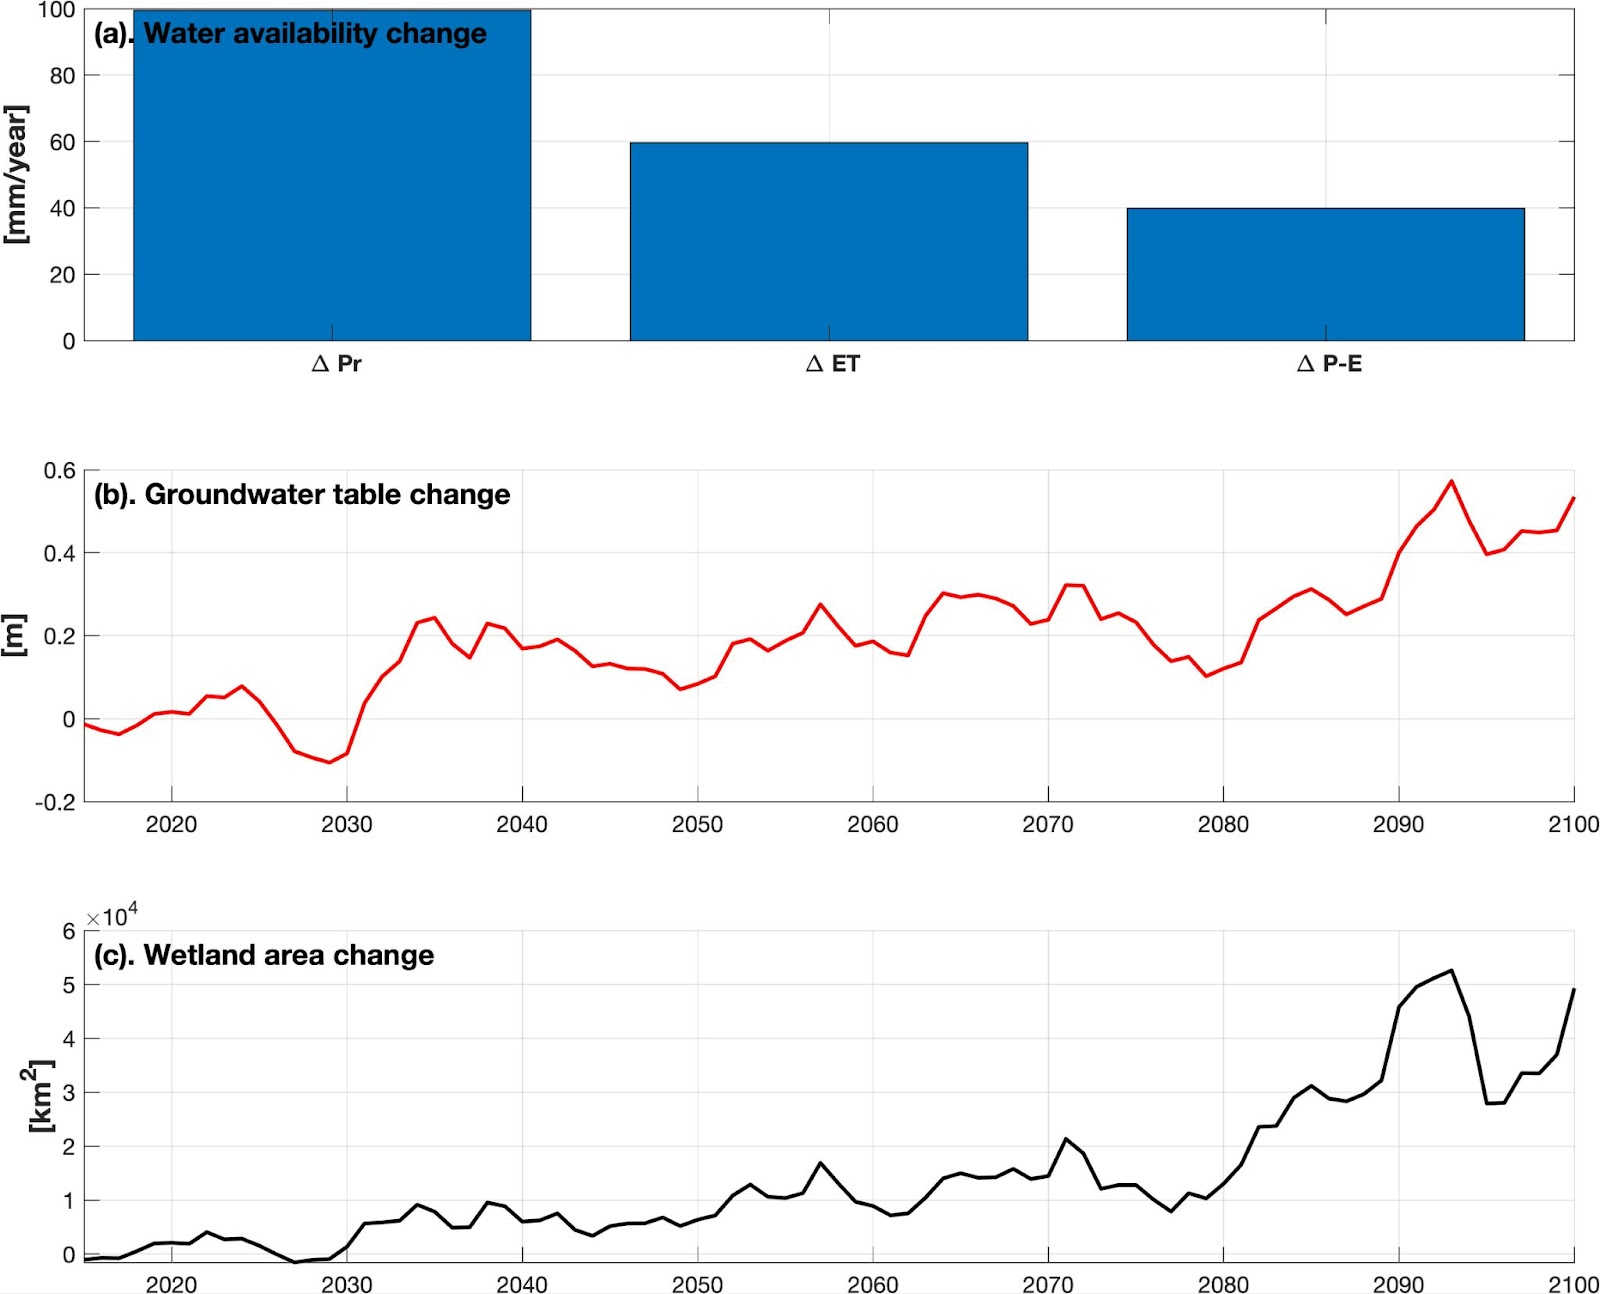 (a). Water availability change
[mm/year]
100
80
60
40
20
0
Δ Pr
Δ ET
Δ P-E
(b). Groundwater table change
[m]
0.6
0.4
0.2
0
-0.2
2020 2030 2040 2050 2060 2070 2080 2090 2100
×10⁴
(c). Wetland area change
[km²]
6
5
4
3
2
1
0
2020 2030 2040 2050 2060 2070 2080 2090 2100